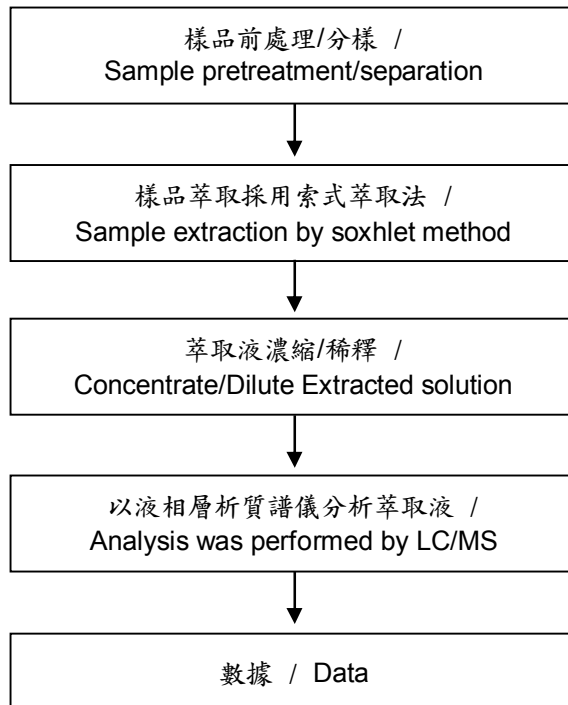 樣品前處理/分樣 /
Sample pretreatment/separation
樣品萃取採用索式萃取法 /
Sample extraction by soxhlet method
萃取液濃縮/稀釋 /
Concentrate/Dilute Extracted solution
以液相層析質譜儀分析萃取液 /
Analysis was performed by LC/MS
數據 / Data